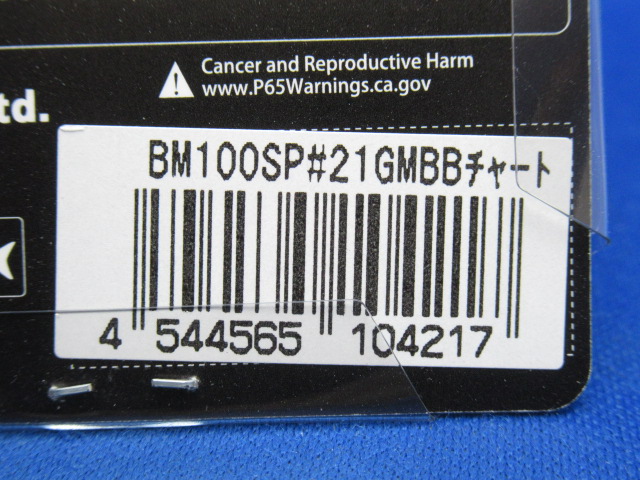 Cancer and Reproductive Harm
www.P65Warnings.ca.gov
td.
BM100SP#21GMBBチャート
4 544565 104217